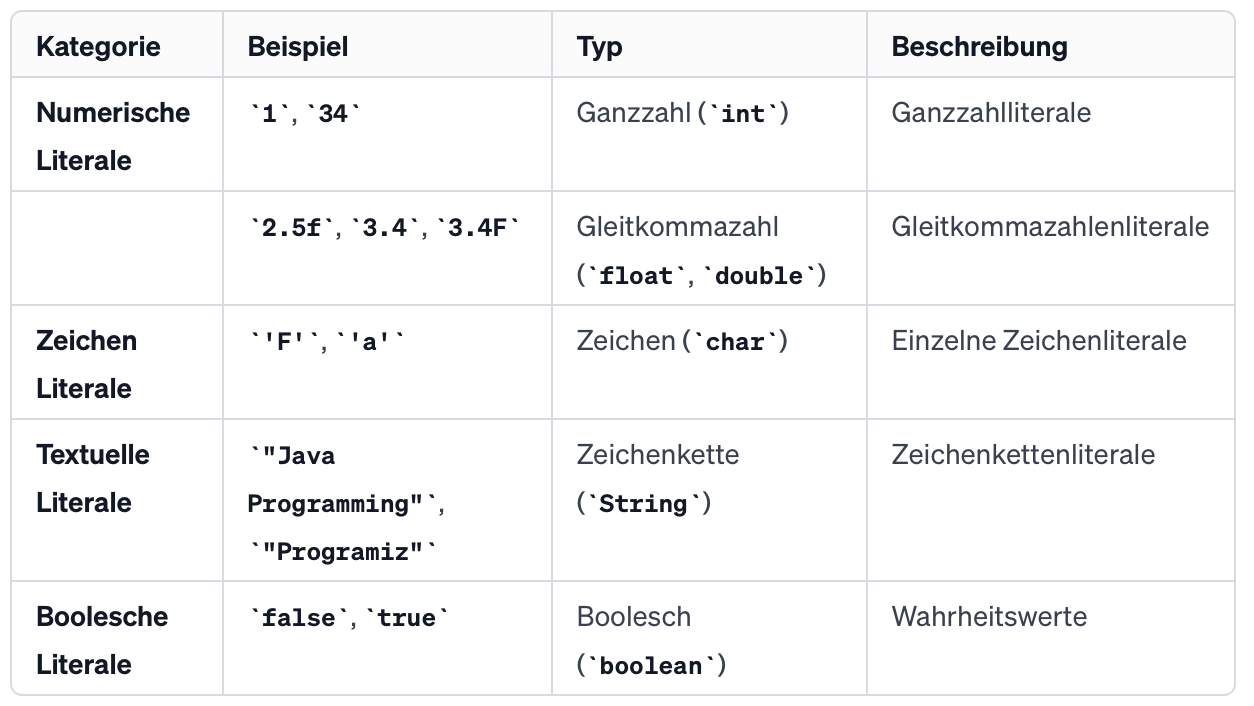 Kategorie Beispiel Typ Beschreibung
Numerische Literale `1`, `34` Ganzzahl (`int`) Ganzzahlliterale
`2.5f`, `3.4`, `3.4F` Gleitkommazahl (`float`, `double`) Gleitkommazahlenliterale
Zeichen Literale `'F'`, `'a'` Zeichen (`char`) Einzelne Zeichenliterale
Textuelle Literale `"Java Programming"`, `"Programiz"` Zeichenkette (`String`) Zeichenkettenliterale
Boolesche Literale `false`, `true` Boolesch (`boolean`) Wahrheitswerte